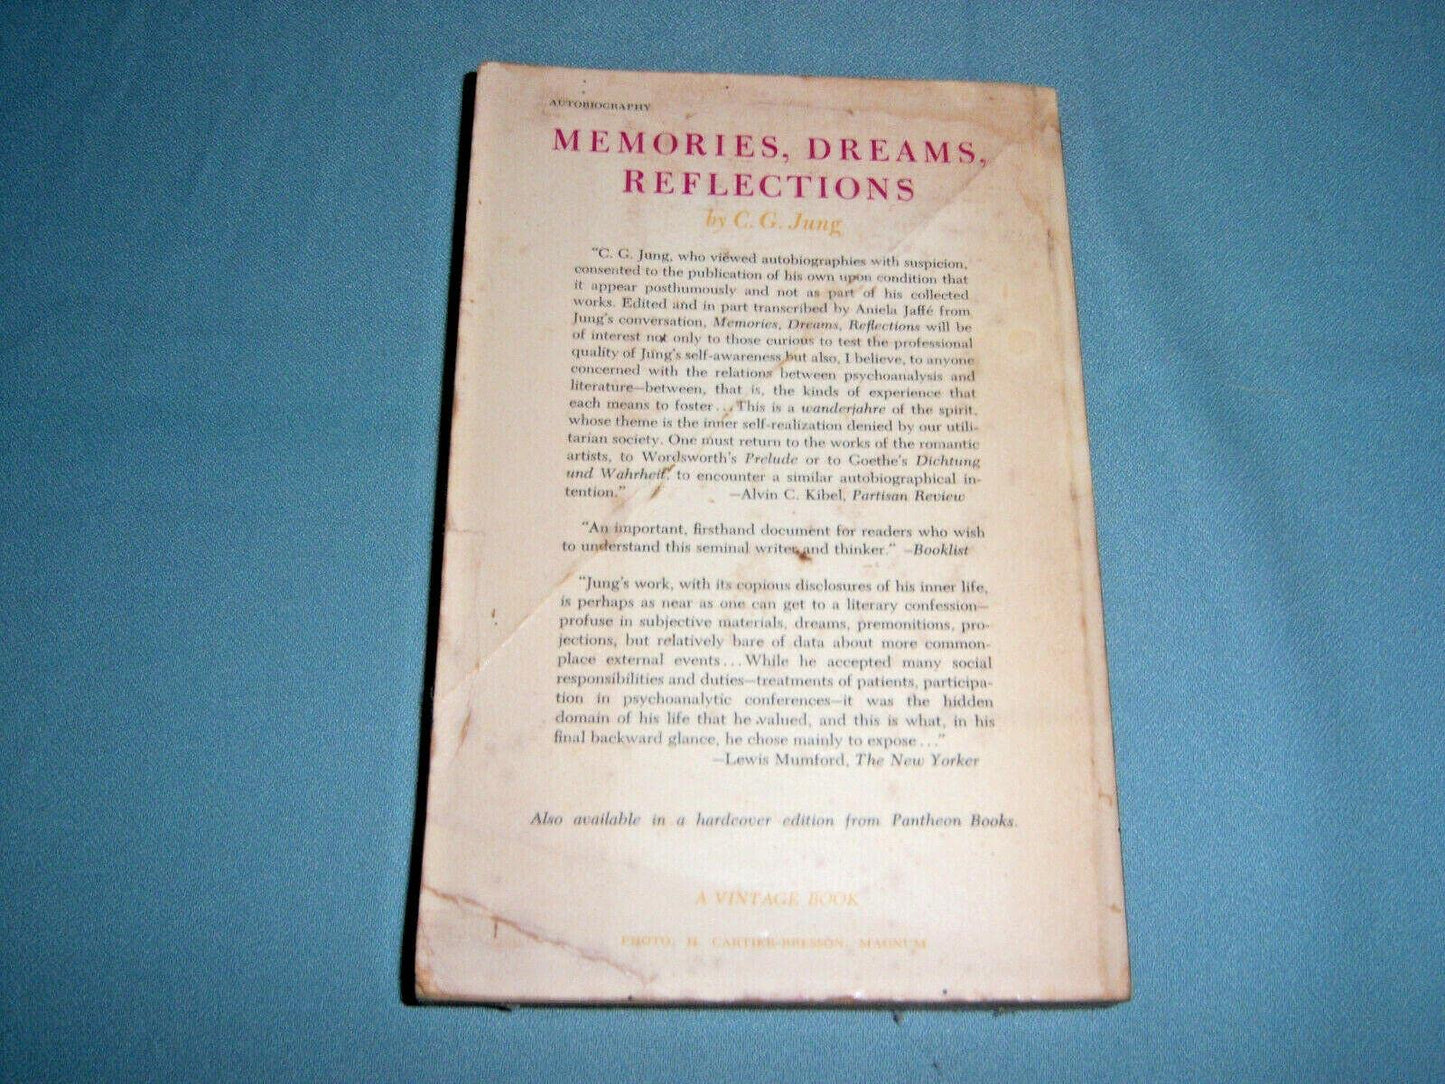 AUTOBIOGRAPHY
MEMORIES, DREAMS,
REFLECTIONS
by C. G. Jung
"C. G. Jung, who viewed autobiographies with suspicion,
consented to the publication of his own upon condition that
it appear posthumously and not as part of his collected
works. Edited and in part transcribed by Aniela Jaffé from
Jung's conversation, Memories, Dreams, Reflections will be
of interest not only to those curious to test the professional
quality of Jung's self-awareness but also, I believe, to anyone
concerned with the relations between psychoanalysis and
literature—between, that is, the kinds of experience that
each means to foster... This is a wanderjahre of the spirit,
whose theme is the inner self-realization denied by our utili-
tarian society. One must return to the works of the romantic
artists, to Wordsworth's Prelude or to Goethe's Dichtung
und Wahrheit, to encounter a similar autobiographical in-
tention." —Alvin C. Kibel, Partisan Review
"An important, firsthand document for readers who wish
to understand this seminal writer and thinker." —Booklist
"Jung's work, with its copious disclosures of his inner life,
is perhaps as near as one can get to a literary confession—
profuse in subjective materials, dreams, premonitions, pro-
jections, but relatively bare of data about more common-
place external events... While he accepted many social
responsibilities and duties—treatments of patients, participa-
tion in psychoanalytic conferences—it was the hidden
domain of his life that he valued, and this is what, in his
final backward glance, he chose mainly to expose..."
—Lewis Mumford, The New Yorker
Also available in a hardcover edition from Pantheon Books.
A VINTAGE BOOK
PHOTO: H. CARTIER-BRESSON, MAGNUM